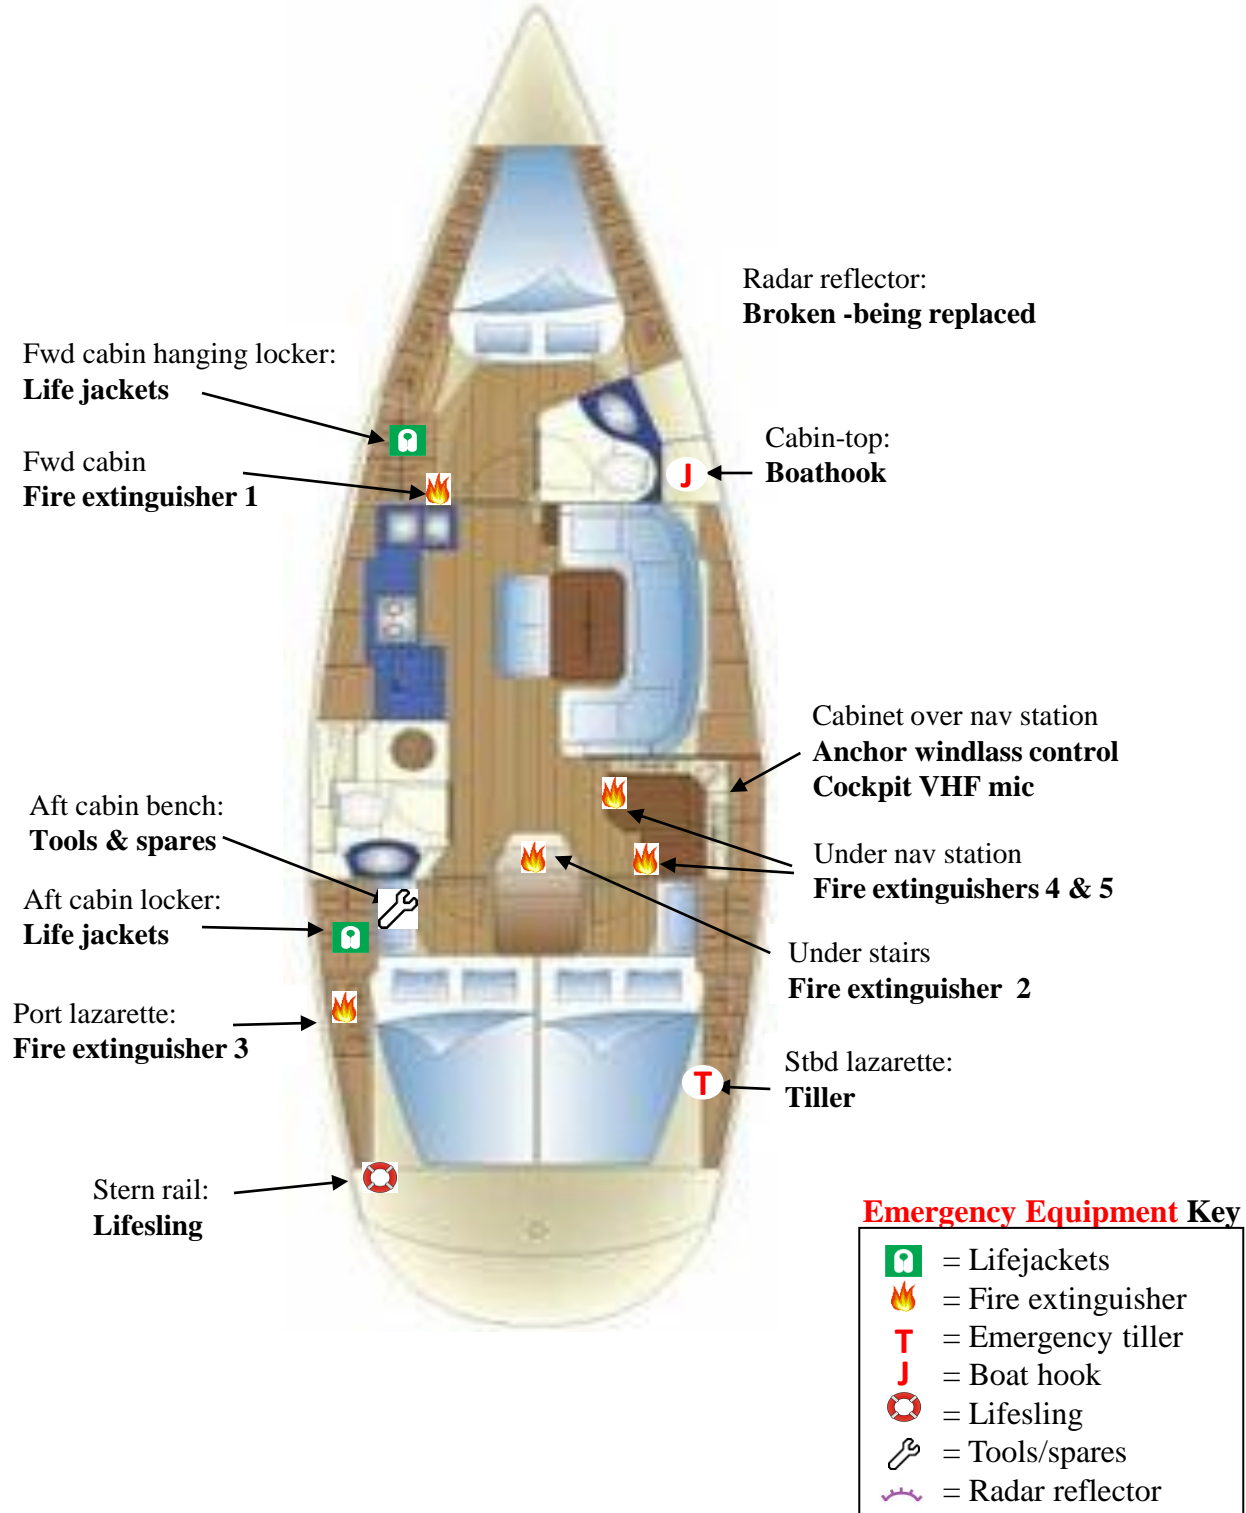 Radar reflector:
Broken -being replaced
Fwd cabin hanging locker:
Life jackets
Cabin-top:
Boathook
J
Fwd cabin
Fire extinguisher 1
Cabinet over nav station
Anchor windlass control
Cockpit VHF mic
Aft cabin bench:
Tools & spares
Under nav station
Fire extinguishers 4 & 5
Aft cabin locker:
Life jackets
Under stairs
Fire extinguisher  2
Port lazarette:
Fire extinguisher 3
Stbd lazarette:
Tiller
T
Stern rail:
Lifesling
Emergency Equipment Key
= Lifejackets
= Fire extinguisher
T = Emergency tiller
J = Boat hook
= Lifesling
= Tools/spares
= Radar reflector